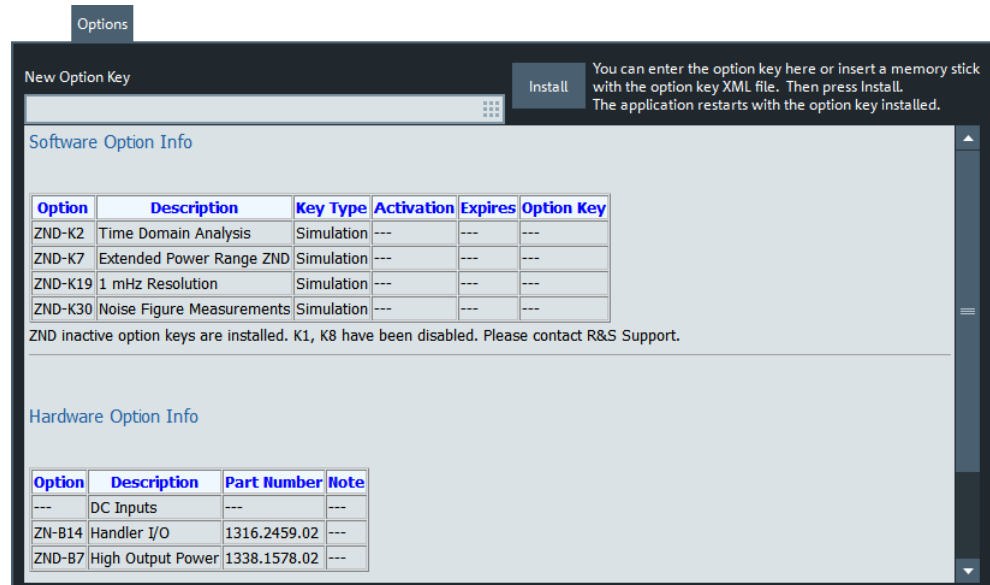 Options
New Option Key
Install
You can enter the option key here or insert a memory stick
with the option key XML file. Then press Install.
The application restarts with the option key installed.
Software Option Info
Option Description Key Type Activation Expires Option Key
ZND-K2 Time Domain Analysis Simulation --- --- ---
ZND-K7 Extended Power Range ZND Simulation --- --- ---
ZND-K19 1 mHz Resolution Simulation --- --- ---
ZND-K30 Noise Figure Measurements Simulation --- --- ---
ZND inactive option keys are installed. K1, K8 have been disabled. Please contact R&S Support.
Hardware Option Info
Option Description Part Number Note
--- DC Inputs --- ---
ZN-B14 Handler I/O 1316.2459.02 ---
ZND-B7 High Output Power 1338.1578.02 ---